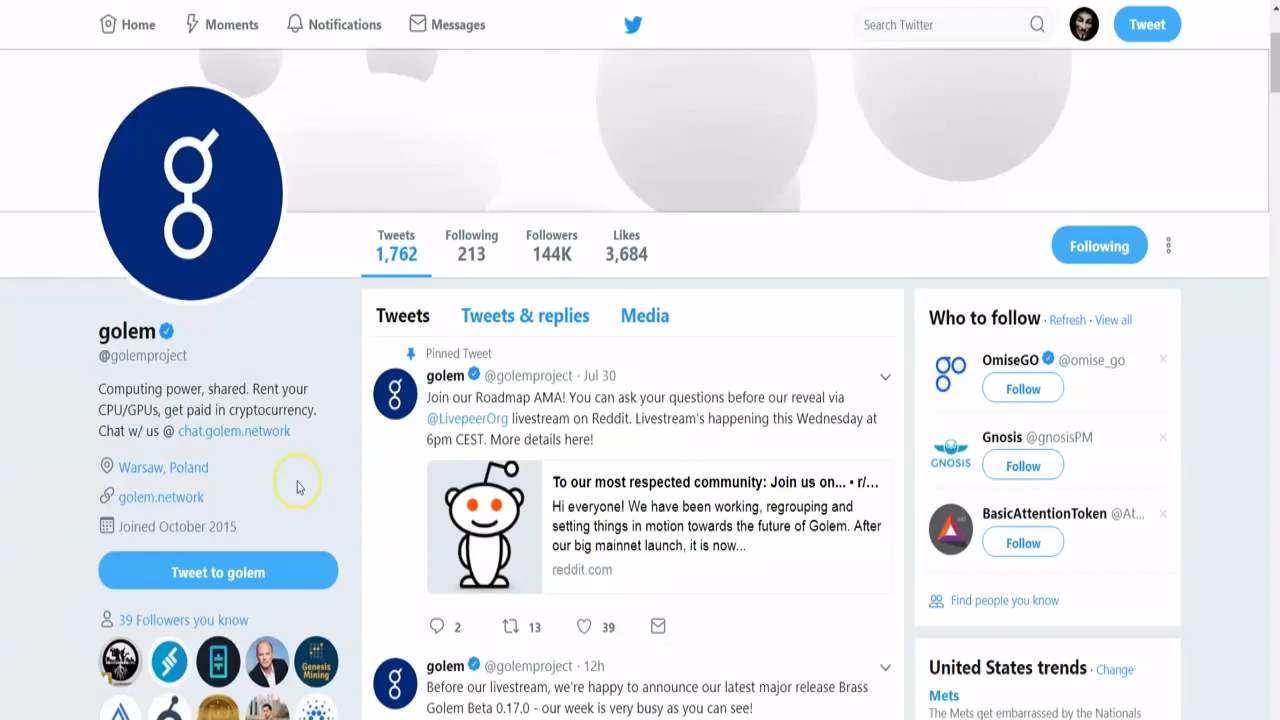 Home
Moments
Notifications
Messages
Search Twitter
Tweet
Tweets
1,762
Following
213
Followers
144K
Likes
3,684
Following
golem
@golemproject
Computing power, shared. Rent your
CPU/GPUs, get paid in cryptocurrency.
Chat w/ us @ chat.golem.network
Warsaw, Poland
golem.network
Joined October 2015
Tweet to golem
39 Followers you know
Genesis
Mining
Tweets
Tweets & replies
Media
Pinned Tweet
golem @golemproject · Jul 30
Join our Roadmap AMA! You can ask your questions before our reveal via
@LivepeerOrg livestream on Reddit. Livestream's happening this Wednesday at
6pm CEST. More details here!
To our most respected community: Join us on... • r/...
Hi everyone! We have been working, regrouping and
setting things in motion towards the future of Golem. After
our big mainnet launch, it is now...
reddit.com
2
13
39
golem @golemproject · 12h
Before our livestream, we're happy to announce our latest major release Brass
Golem Beta 0.17.0 - our week is very busy as you can see!
Who to follow · Refresh · View all
OmiseGO @omise_go
Follow
Gnosis @gnosisPM
GNOSIS
Follow
BasicAttentionToken @At...
Follow
Find people you know
United States trends · Change
Mets
The Mets get embarrassed by the Nationals